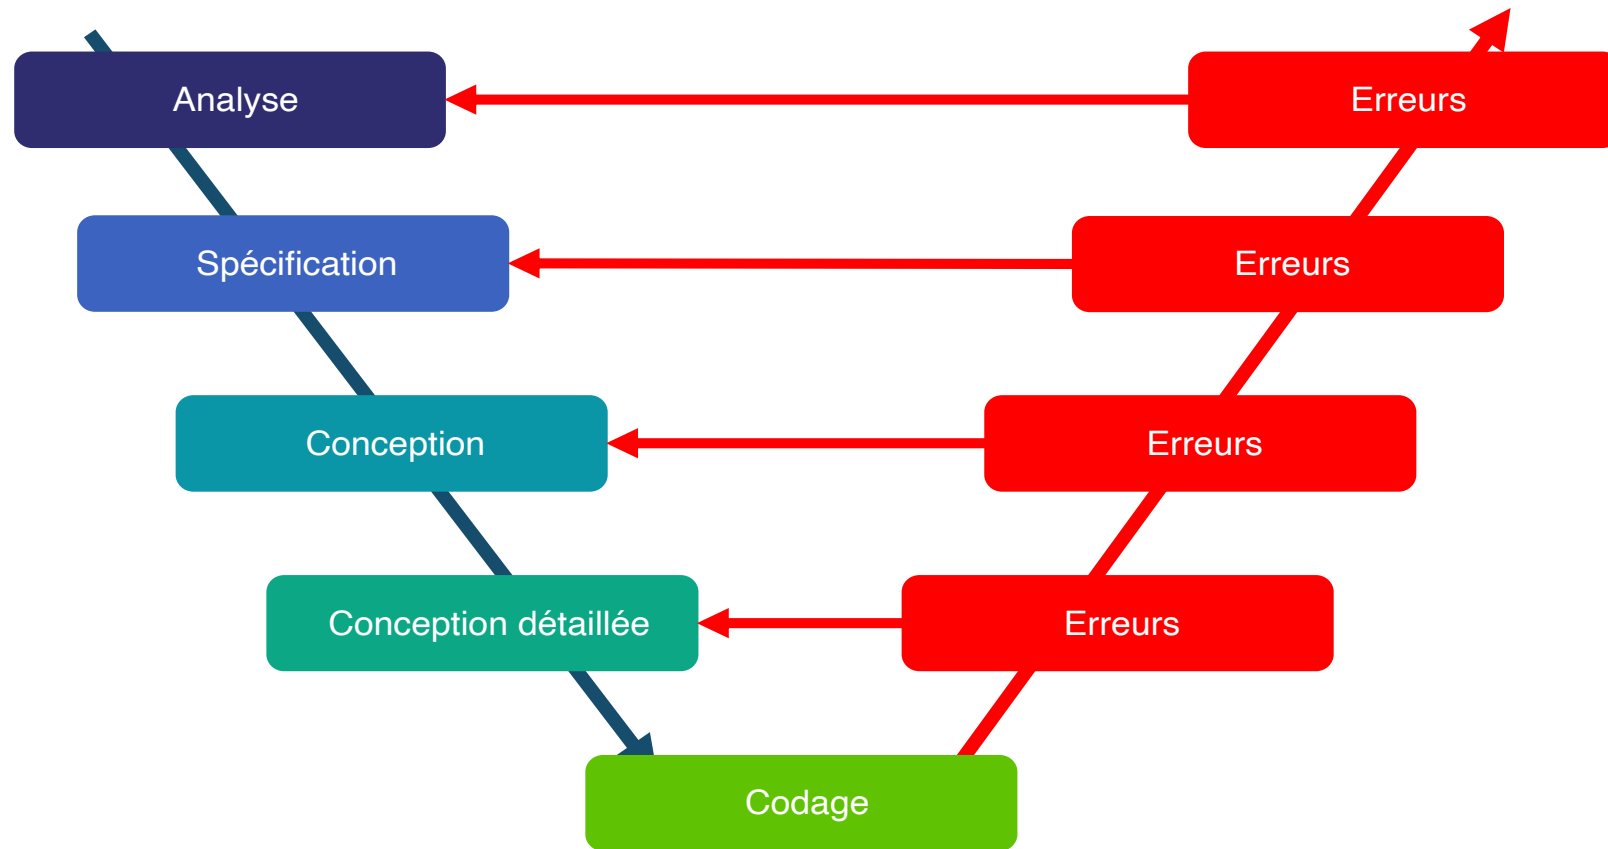 Analyse
Erreurs
Spécification
Erreurs
Conception
Erreurs
Conception détaillée
Erreurs
Codage